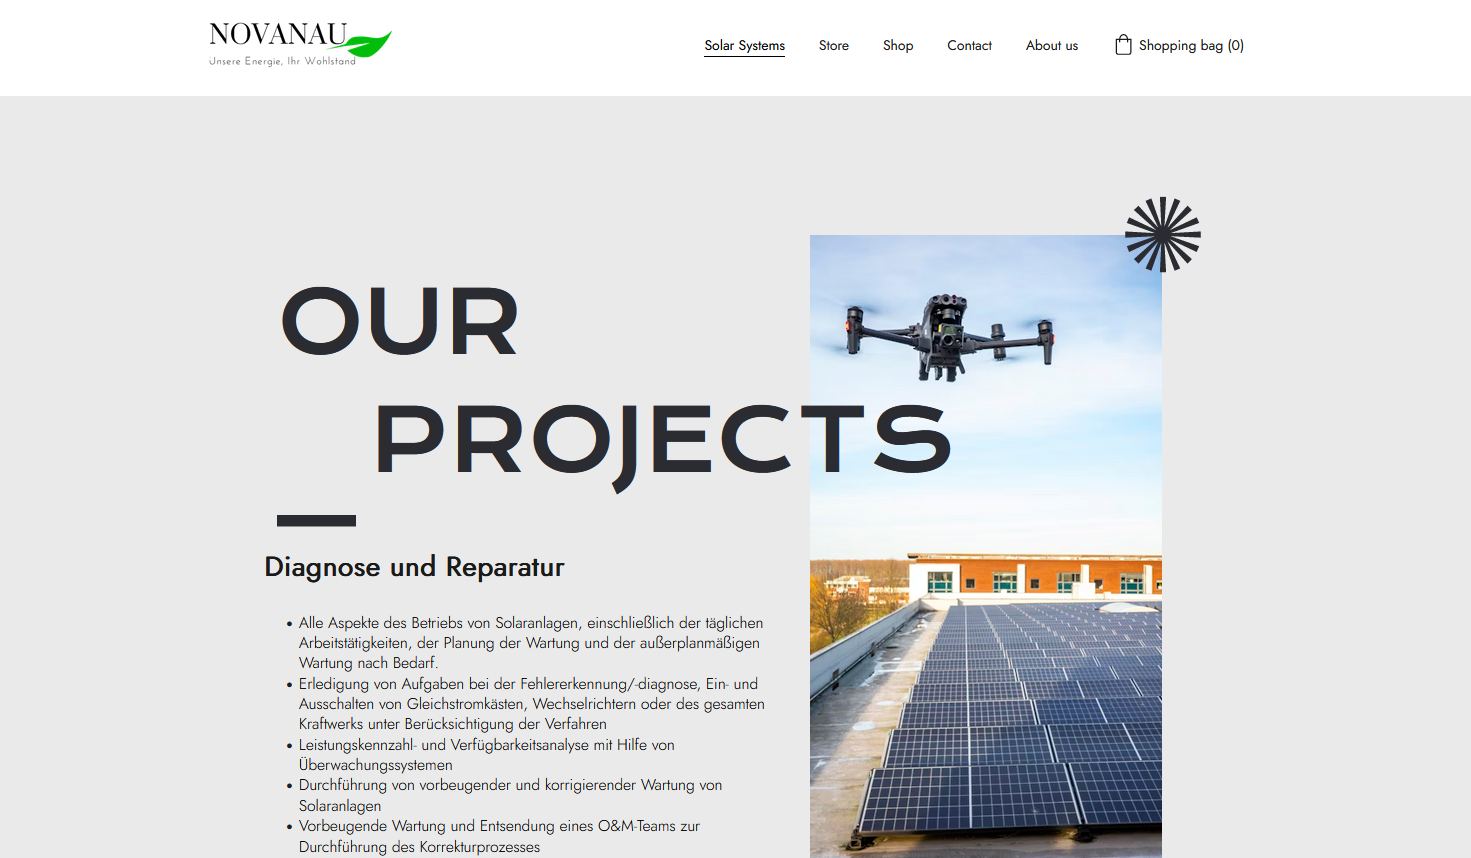 NOVANAU
Unsere Energie, Ihr Wohlstand
Solar Systems
Store
Shop
Contact
About us
Shopping bag (0)
OUR
PROJECTS
Diagnose und Reparatur
• Alle Aspekte des Betriebs von Solaranlagen, einschließlich der täglichen
Arbeitstätigkeiten, der Planung der Wartung und der außerplanmäßigen
Wartung nach Bedarf.
• Erledigung von Aufgaben bei der Fehlererkennung/-diagnose, Ein- und
Ausschalten von Gleichstromkästen, Wechselrichtern oder des gesamten
Kraftwerks unter Berücksichtigung der Verfahren
• Leistungskennzahl- und Verfügbarkeitsanalyse mit Hilfe von
Überwachungssystemen
• Durchführung von vorbeugender und korrigierender Wartung von
Solaranlagen
• Vorbeugende Wartung und Entsendung eines O&M-Teams zur
Durchführung des Korrekturprozesses